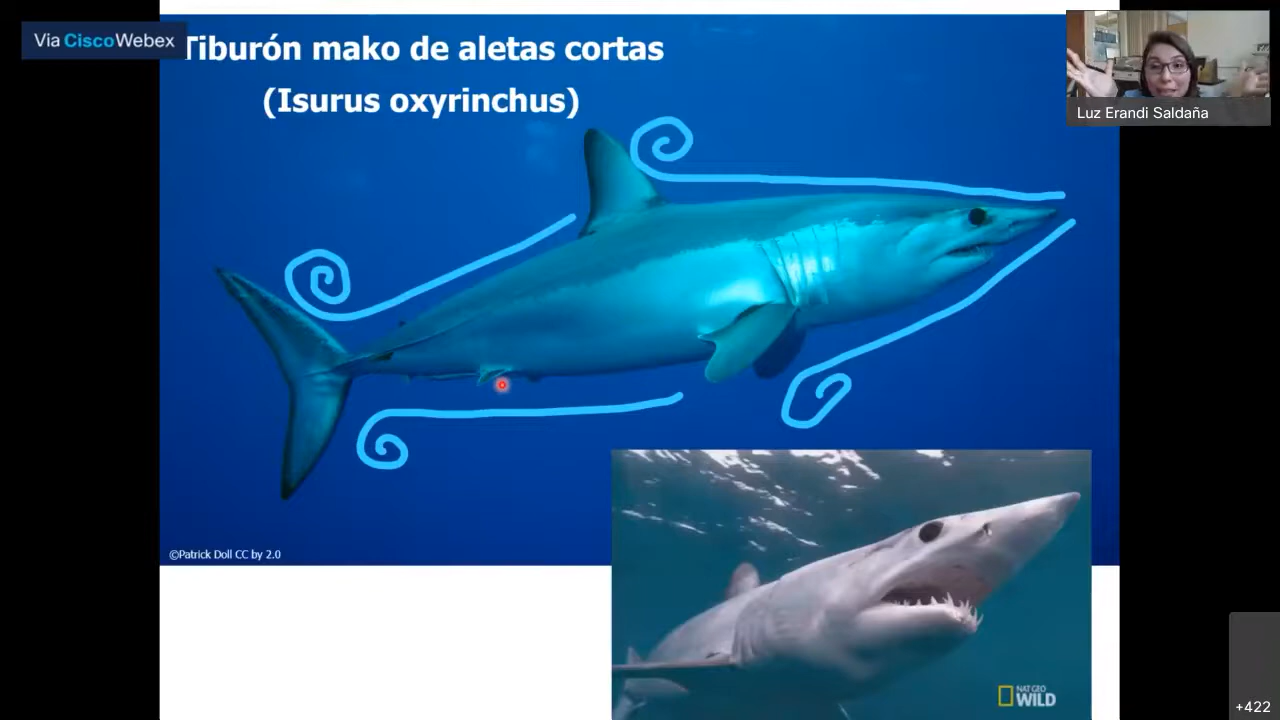 Via CiscoWebex
Tiburón mako de aletas cortas
(Isurus oxyrinchus)
Luz Erandi Saldaña
©Patrick Doll CC by 2.0
NAT GEO
WILD
+422